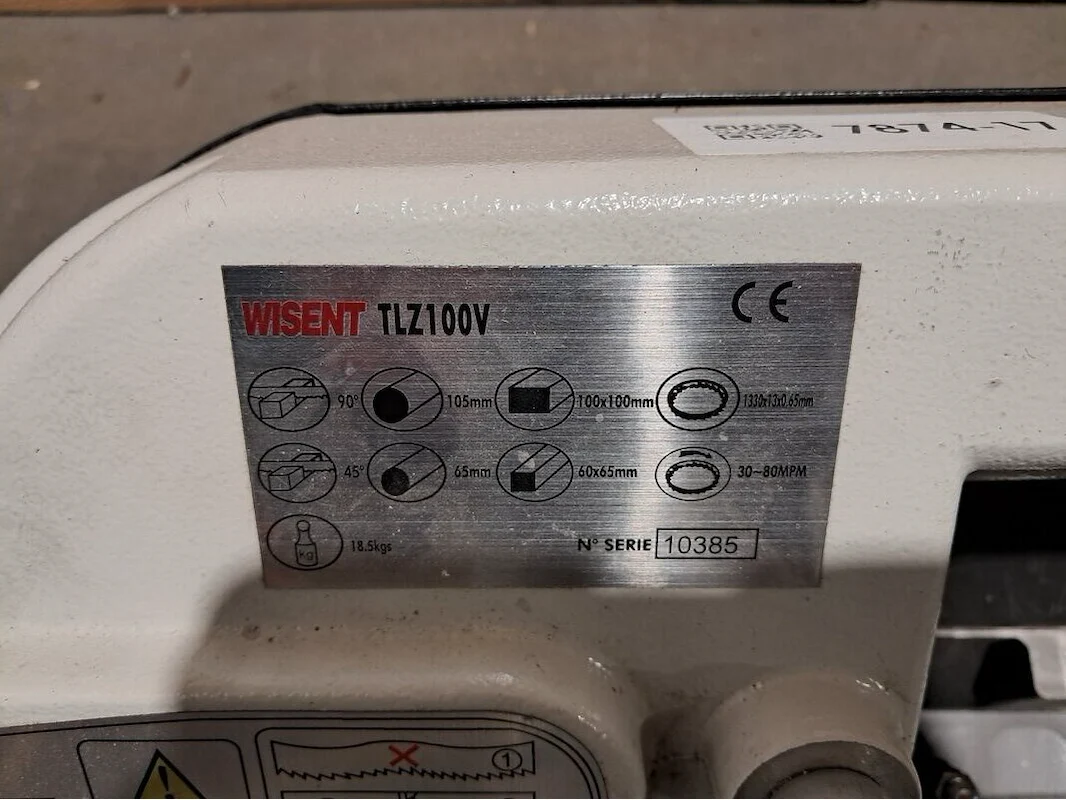 7874-17
WISENT TLZ100V CE
90° 105mm 100x100mm 1330x13x0.65mm
45° 65mm 60x65mm 30~80MPM
kg 18.5kgs N° SERIE 10385
1